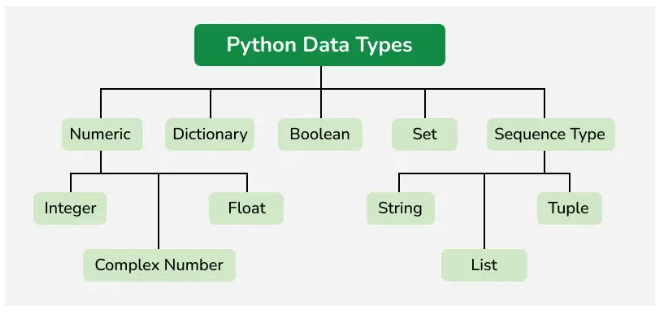 Python Data Types
Numeric
Dictionary
Boolean
Set
Sequence Type
Integer
Float
String
Tuple
Complex Number
List